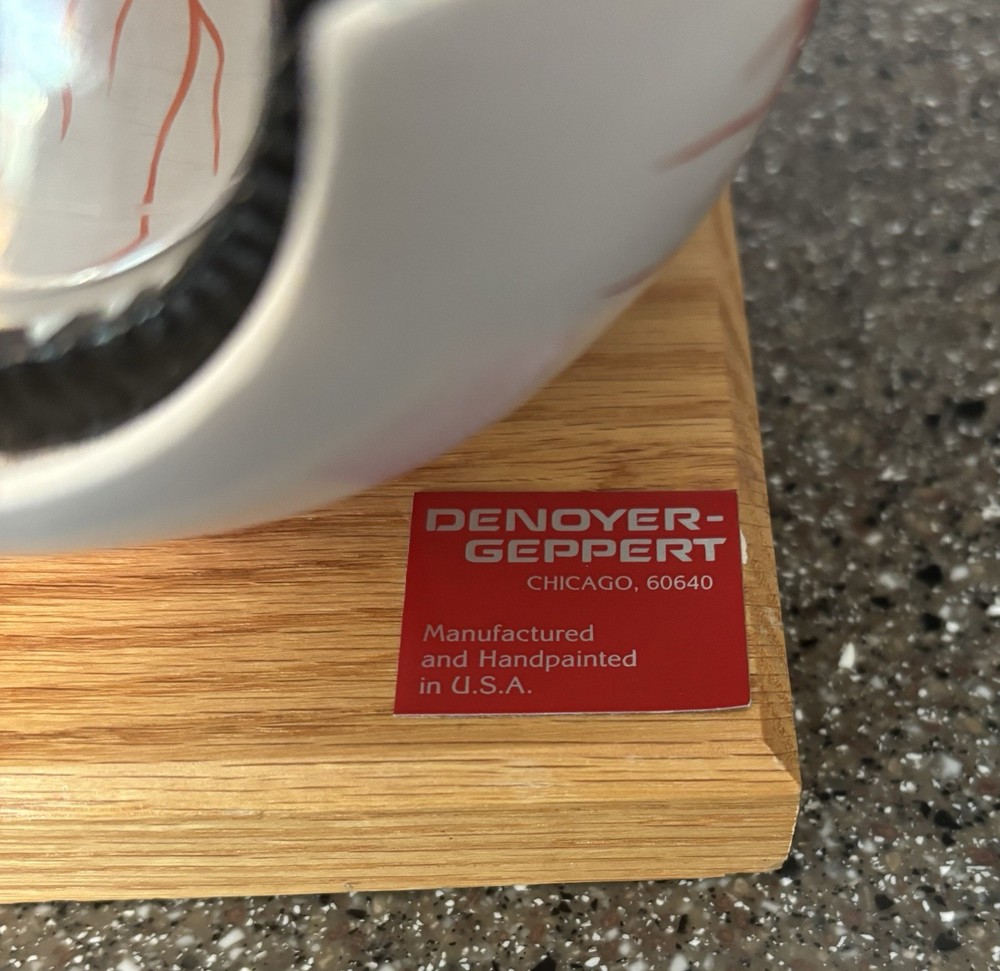 DENOYER-
GEPPERT
CHICAGO, 60640
Manufactured
and Handpainted
in U.S.A.